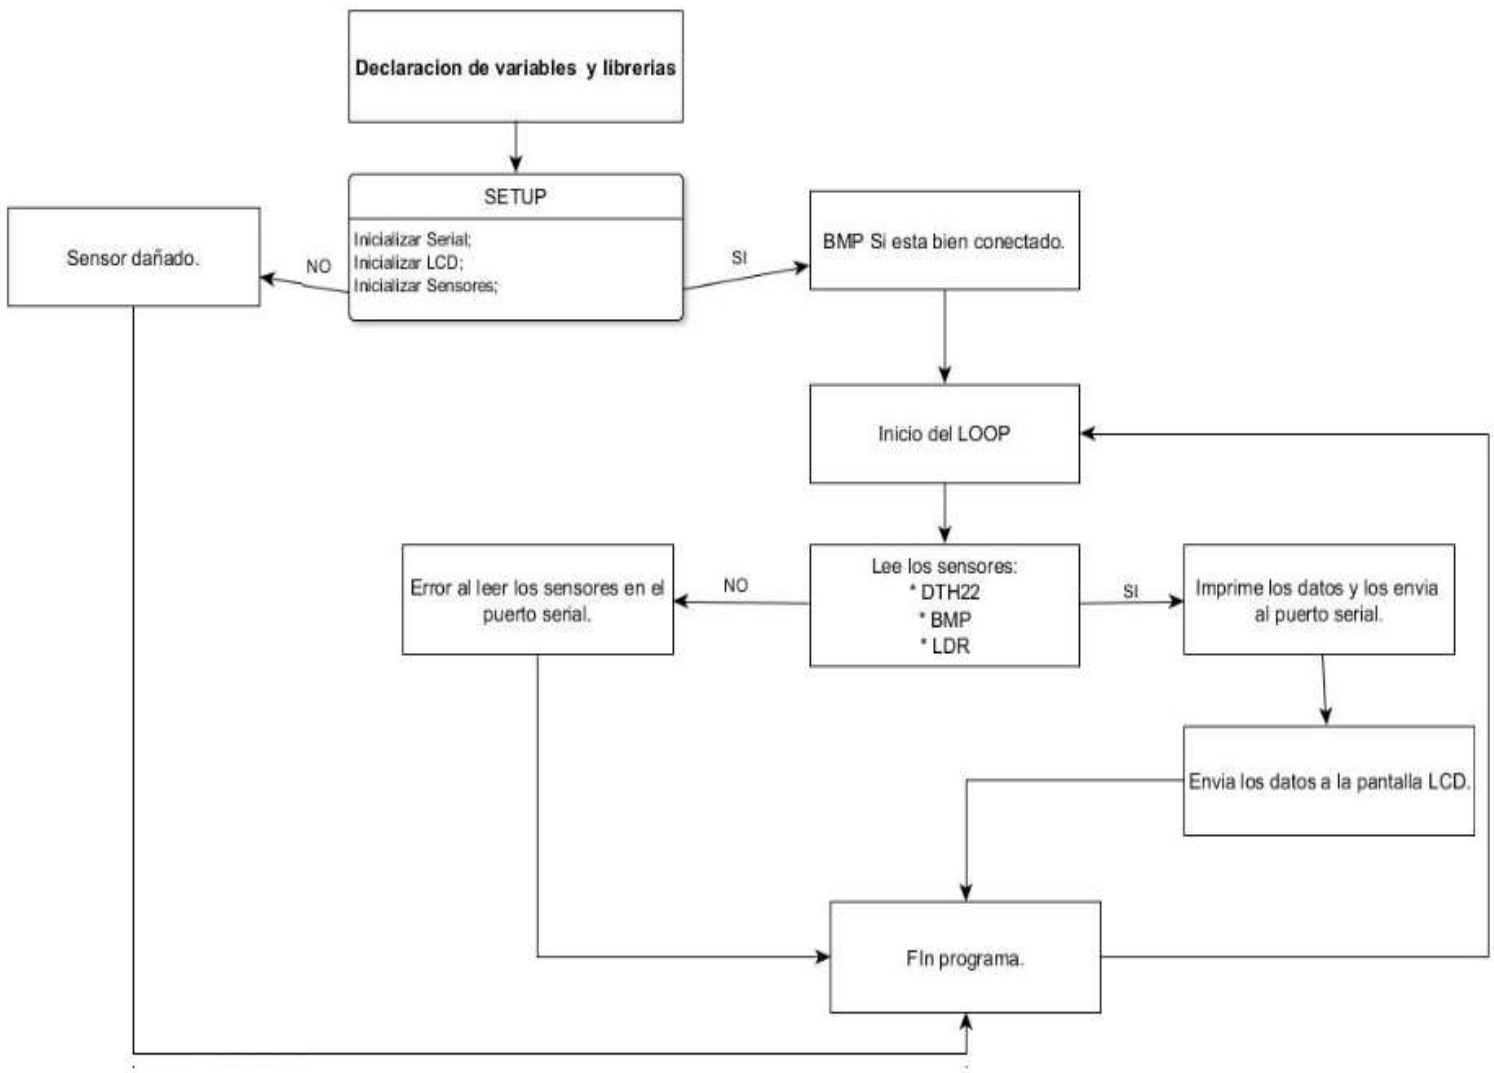 Declaracion de variables y librerias
SETUP
Inicializar Serial;
Inicializar LCD;
Inicializar Sensores;
NO
Sensor dañado.
SI
BMP Si esta bien conectado.
Inicio del LOOP
Lee los sensores:
* DTH22
* BMP
* LDR
NO
Error al leer los sensores en el
puerto serial.
SI
Imprime los datos y los envia
al puerto serial.
Envia los datos a la pantalla LCD.
FIn programa.